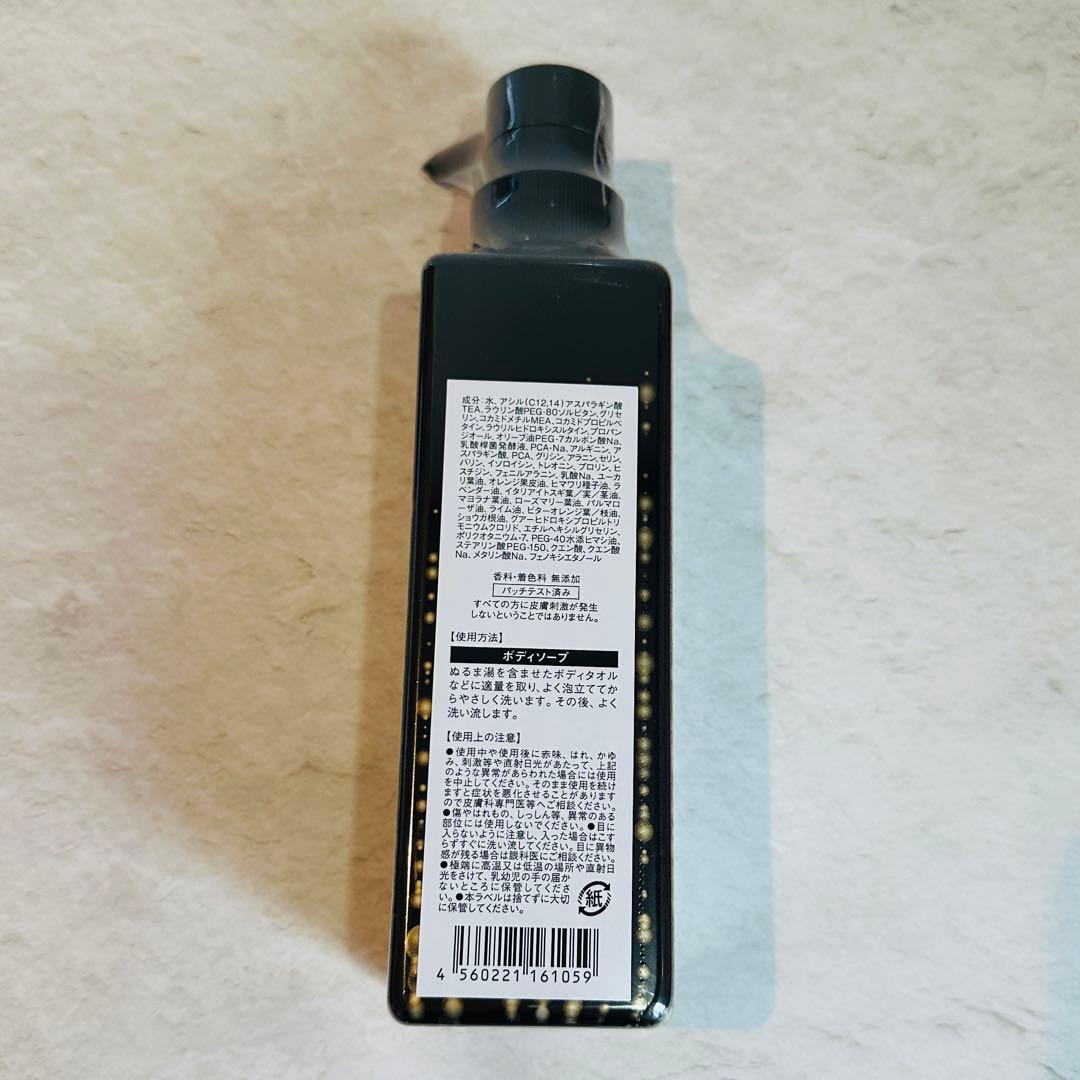 成分：水、アシル(C12,14)アスパラギン酸
TEA、ラウリン酸PEG-80ソルビタン、グリセ
リン、コカミドメチルMEA、コカミドプロピルベ
タイン、ラウリルヒドロキシスルタイン、プロパン
ジオール、オリーブ油PEG-7カルボン酸Na、
乳酸桿菌発酵液、PCA-Na、アルギニン、ア
スパラギン酸、PCA、グリシン、アラニン、セリン、
バリン、イソロイシン、トレオニン、プロリン、ヒ
スチジン、フェニルアラニン、乳酸Na、ユーカ
リ葉油、オレンジ果皮油、ヒマワリ種子油、ラ
ベンダー油、イタリアイトスギ葉／実／茎油、
マヨラナ葉油、ローズマリー葉油、パルマロ
ーザ油、ライム油、ビターオレンジ葉／枝油、
ショウガ根油、グアーヒドロキシプロピルトリ
モニウムクロリド、エチルヘキシルグリセリン、
ポリクオタニウム-7、PEG-40水添ヒマシ油、
ステアリン酸PEG-150、クエン酸、クエン酸
Na、メタリン酸Na、フェノキシエタノール
香料・着色料 無添加
パッチテスト済み
すべての方に皮膚刺激が発生
しないということではありません。
【使用方法】
ボディソープ
ぬるま湯を含ませたボディタオル
などに適量を取り、よく泡立ててか
らやさしく洗います。その後、よく
洗い流します。
【使用上の注意】
●使用中や使用後に赤味、はれ、かゆ
み、刺激等や直射日光があたって、上記
のような異常があらわれた場合には使用
を中止してください。そのまま使用を続け
ますと症状を悪化させることがあります
ので皮膚科専門医等へご相談ください。
●傷やはれもの、しっしん等、異常のある
部位には使用しないでください。●目に
入らないように注意し、入った場合はこす
らずすぐに洗い流してください。目に異物
感が残る場合は眼科医にご相談ください。
●極端に高温又は低温の場所や直射日
光をさけて、乳幼児の手の届か
ないところに保管してくださ
い。●本ラベルは捨てずに大切
に保管してください。
紙
4 560221 161059